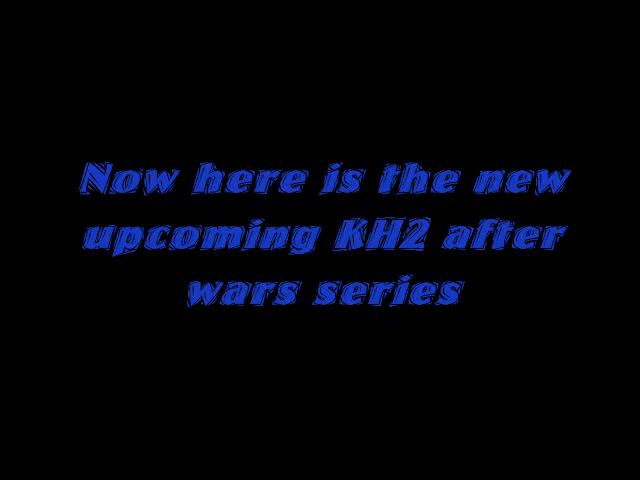 Now here is the new
upcoming KH2 after
wars series